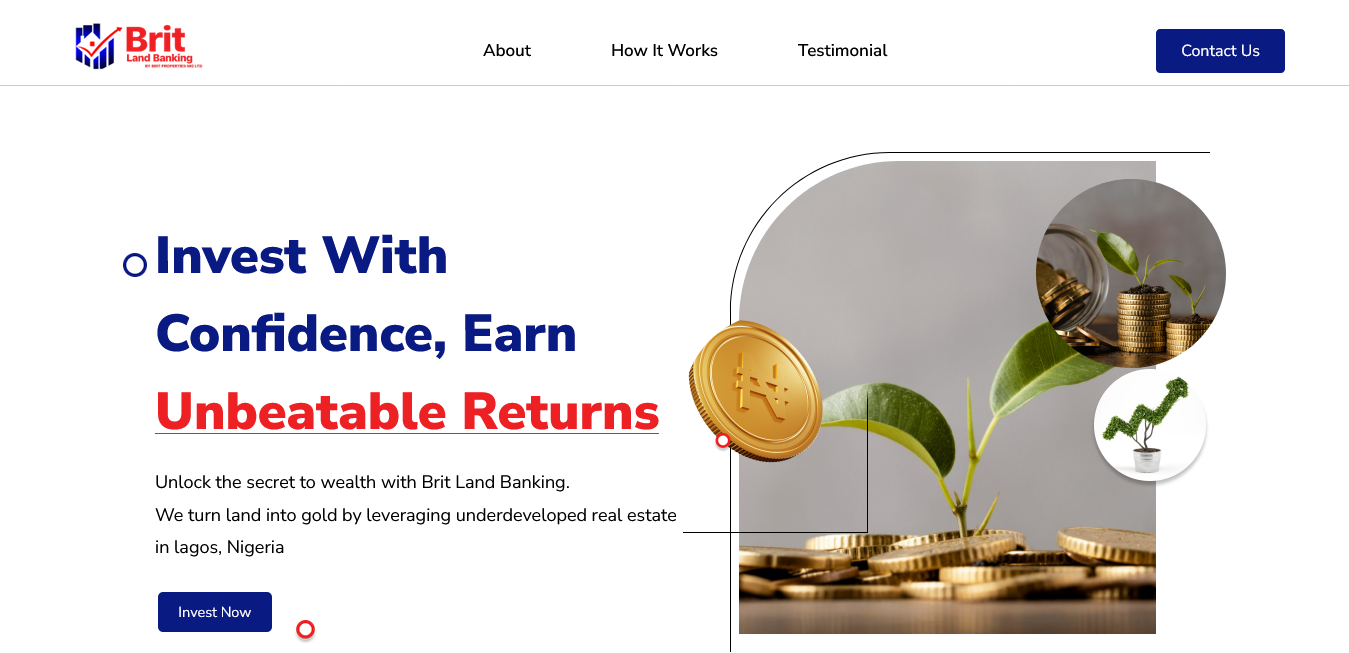 Brit
Land Banking
BY BRIT PROPERTIES NIG LTD
About
How It Works
Testimonial
Contact Us
Invest With
Confidence, Earn
Unbeatable Returns
Unlock the secret to wealth with Brit Land Banking.
We turn land into gold by leveraging underdeveloped real estate
in lagos, Nigeria
Invest Now
₦